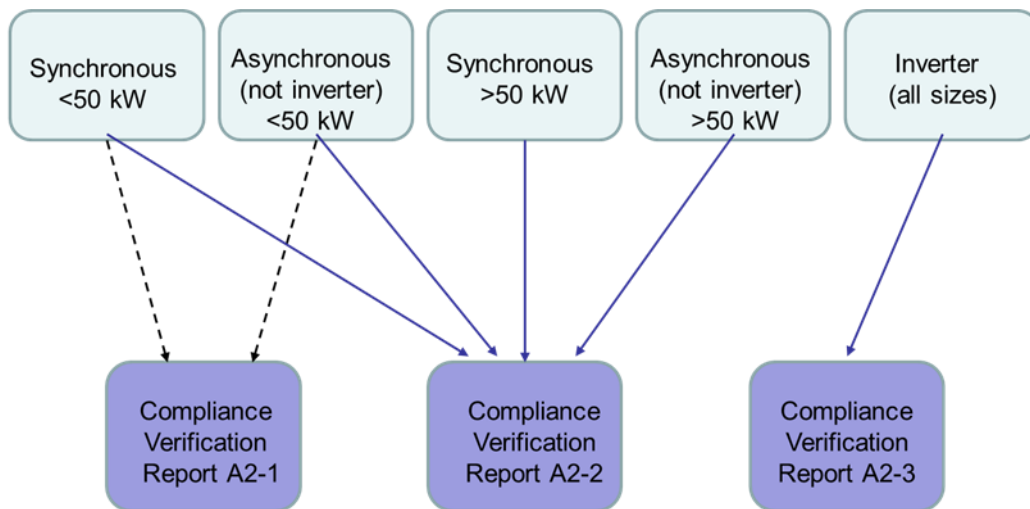 Synchronous
<50 kW
Asynchronous
(not inverter)
<50 kW
Synchronous
>50 kW
Asynchronous
(not inverter)
>50 kW
Inverter
(all sizes)
Compliance
Verification
Report A2-1
Compliance
Verification
Report A2-2
Compliance
Verification
Report A2-3